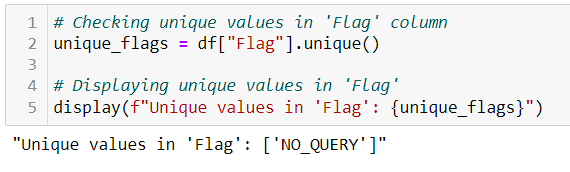 1 # Checking unique values in 'Flag' column
2 unique_flags = df["Flag"].unique()
3
4 # Displaying unique values in 'Flag'
5 display(f"Unique values in 'Flag': {unique_flags}")
"Unique values in 'Flag': ['NO_QUERY']"